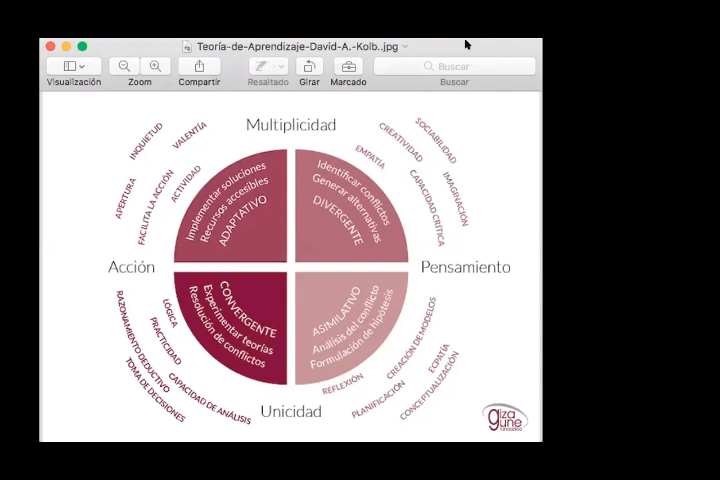 Teoría-de-Aprendizaje-David-A.-Kolb..jpg
Visualización
Zoom
Compartir
Resaltado
Girar
Marcado
Buscar
Buscar
Multiplicidad
INQUIETUD
VALENTÍA
APERTURA
FACILITA LA ACCIÓN
ACTIVIDAD
Implementar soluciones
Recursos accesibles
ADAPTATIVO
SOCIABILIDAD
CREATIVIDAD
EMPATÍA
IMAGINACIÓN
CAPACIDAD CRÍTICA
Identificar conflictos
Generar alternativas
DIVERGENTE
Acción
Pensamiento
CONVERGENTE
Experimentar teorías
Resolución de conflictos
LÓGICA
PRACTICIDAD
RAZONAMIENTO DEDUCTIVO
TOMA DE DECISIONES
CAPACIDAD DE ANÁLISIS
ASIMILATIVO
Análisis del conflicto
Formulación de hipótesis
REFLEXIÓN
CREACIÓN DE MODELOS
PLANIFICACIÓN
ECPATÍA
CONCEPTUALIZACIÓN
Unicidad
giza
gune